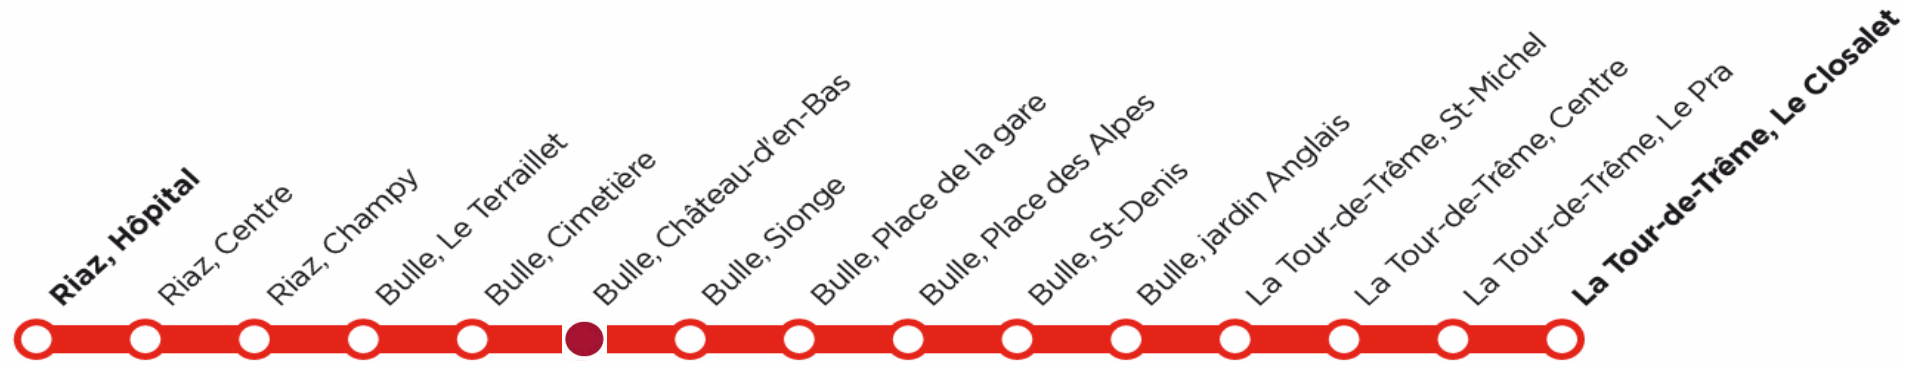 Riaz, Hôpital
Riaz, Centre
Riaz, Champy
Bulle, Le Terraillet
Bulle, Cimetière
Bulle, Château-d'en-Bas
Bulle, Sionge
Bulle, Place de la gare
Bulle, Place des Alpes
Bulle, St-Denis
Bulle, jardin Anglais
La Tour-de-Trême, St-Michel
La Tour-de-Trême, Centre
La Tour-de-Trême, Le Pra
La Tour-de-Trême, Le Closalet